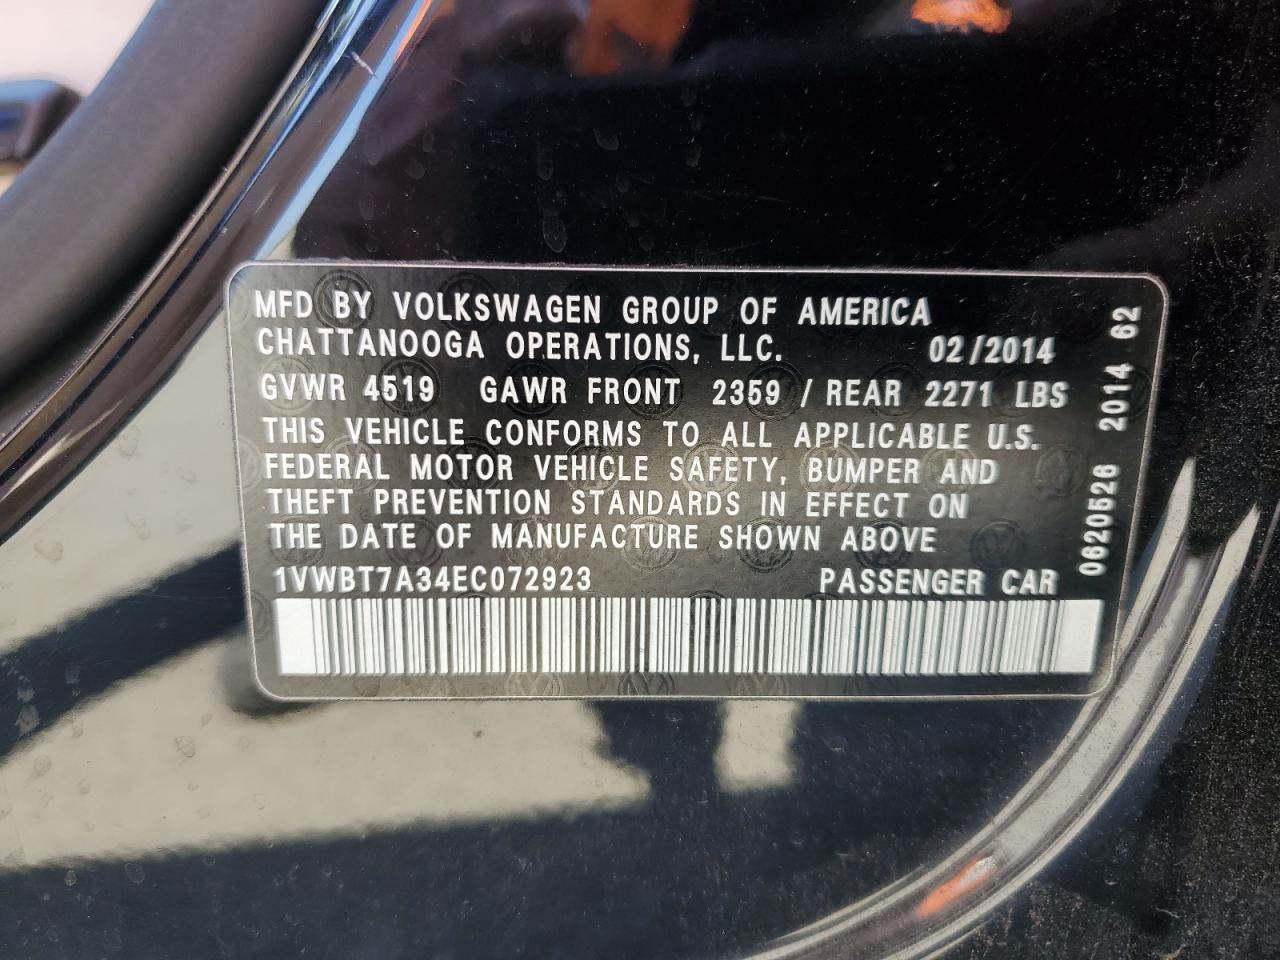 MFD BY VOLKSWAGEN GROUP OF AMERICA
CHATTANOOGA OPERATIONS, LLC. 02/2014
GVWR 4519 GAWR FRONT 2359 / REAR 2271 LBS
THIS VEHICLE CONFORMS TO ALL APPLICABLE U.S.
FEDERAL MOTOR VEHICLE SAFETY, BUMPER AND
THEFT PREVENTION STANDARDS IN EFFECT ON
THE DATE OF MANUFACTURE SHOWN ABOVE
1VWBT7A34EC072923 PASSENGER CAR
0620526 2014 62